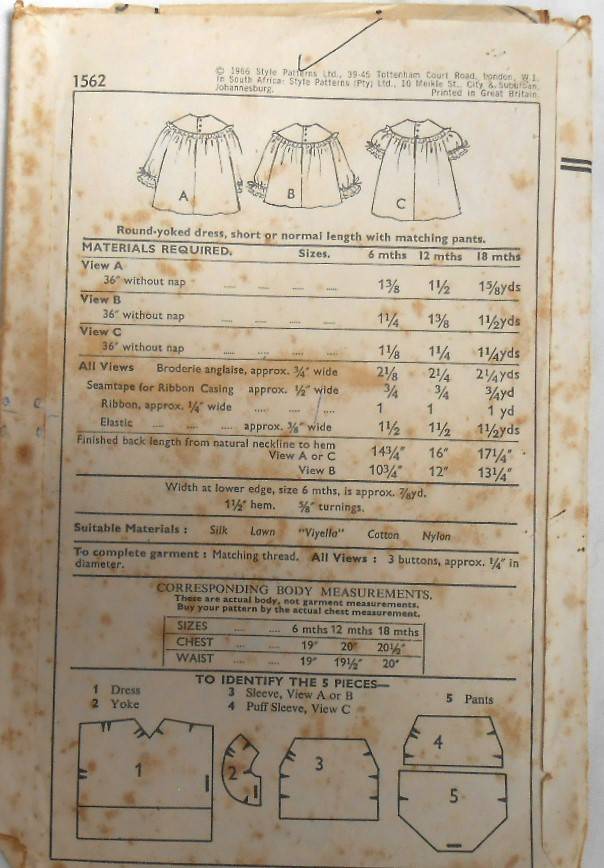 1562
© 1966 Style Patterns Ltd., 39-45 Tottenham Court Road, London, W.1.
In South Africa: Style Patterns (Pty) Ltd., 10 Meikle St., City & Suburban,
Johannesburg.
Printed in Great Britain.
A B C
Round-yoked dress, short or normal length with matching pants.
MATERIALS REQUIRED. Sizes. 6 mths 12 mths 18 mths
View A
36" without nap .... .... .... .... 1⅜ 1½ 1⅝yds
View B
36" without nap .... .... .... .... 1¼ 1⅜ 1½yds
View C
36" without nap .... .... .... .... 1⅛ 1¼ 1¼yds
All Views Broderie anglaise, approx. ¾" wide 2⅛ 2¼ 2¼yds
Seamtape for Ribbon Casing approx. ½" wide ¾ ¾ ¾yd
Ribbon, approx. ¼" wide .... .... .... 1 1 1 yd
Elastic .... .... .... approx. ⅜" wide 1½ 1½ 1½yds
Finished back length from natural neckline to hem
View A or C 14¾" 16" 17¼"
View B 10¾" 12" 13¼"
Width at lower edge, size 6 mths, is approx. ⅞yd.
1½" hem. ⅝" turnings.
Suitable Materials : Silk Lawn "Viyella" Cotton Nylon
To complete garment : Matching thread. All Views : 3 buttons, approx. ¼" in
diameter.
CORRESPONDING BODY MEASUREMENTS.
These are actual body, not garment measurements.
Buy your pattern by the actual chest measurement.
SIZES .... .... 6 mths 12 mths 18 mths
CHEST .... .... 19" 20" 20½"
WAIST .... .... 19" 19½" 20"
TO IDENTIFY THE 5 PIECES—
1 Dress 3 Sleeve, View A or B 5 Pants
2 Yoke 4 Puff Sleeve, View C
1 2 3 4 5